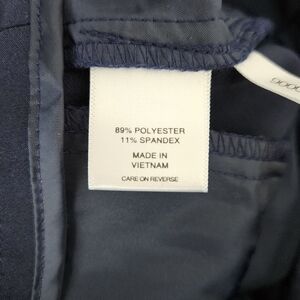 89% POLYESTER
11% SPANDEX
MADE IN
VIETNAM
CARE ON REVERSE